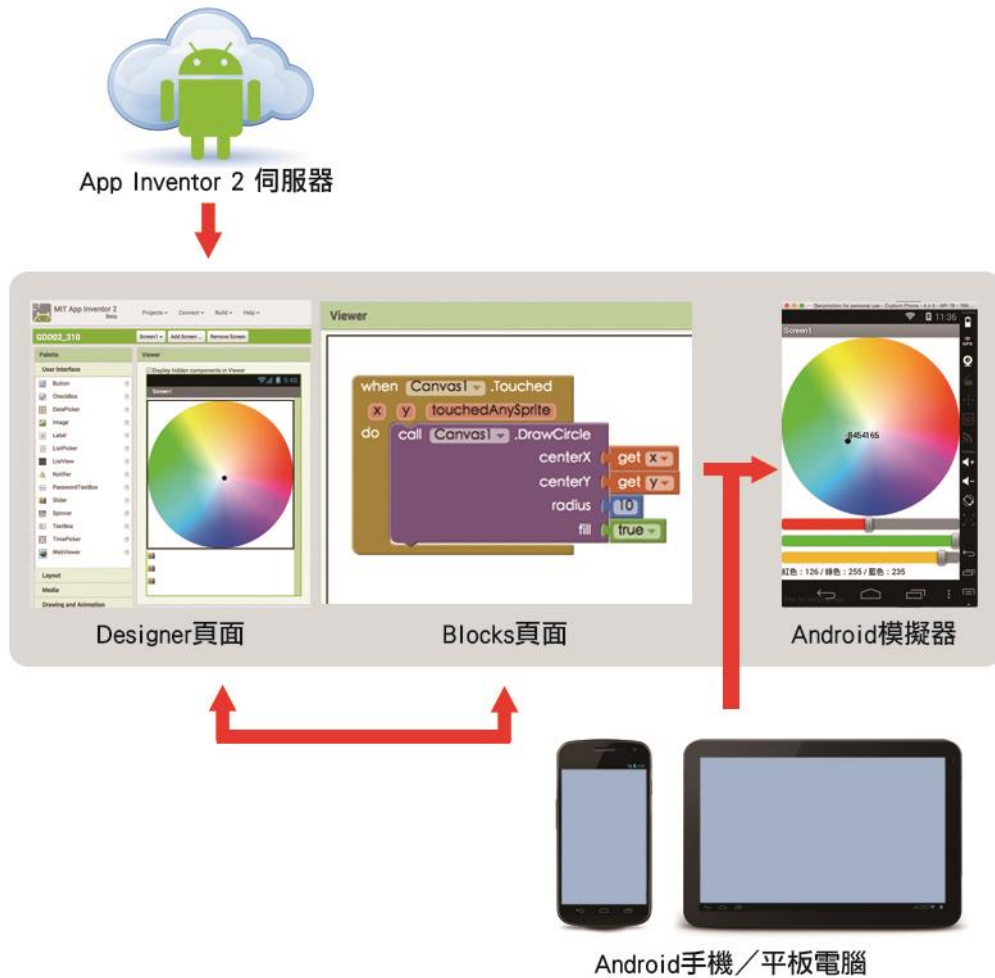 App Inventor 2 伺服器
MIT App Inventor 2
Beta
Projects
Connect
Build
Help
GDD02_310
Screen1
Add Screen ...
Remove Screen
Palette
Viewer
User Interface
Display hidden components in Viewer
Button
CheckBox
DatePicker
Image
Label
ListPicker
ListView
Notifier
PasswordTextBox
Slider
Spinner
TextBox
TimePicker
WebViewer
Layout
Media
Drawing and Animation
Screen1
Viewer
when Canvas1 .Touched
x y touchedAnySprite
do call Canvas1 .DrawCircle
centerX get x
centerY get y
radius 10
fill true
11:36
Screen1
-8454165
紅色：126 / 綠色：255 / 藍色：235
Designer頁面
Blocks頁面
Android模擬器
Android手機／平板電腦